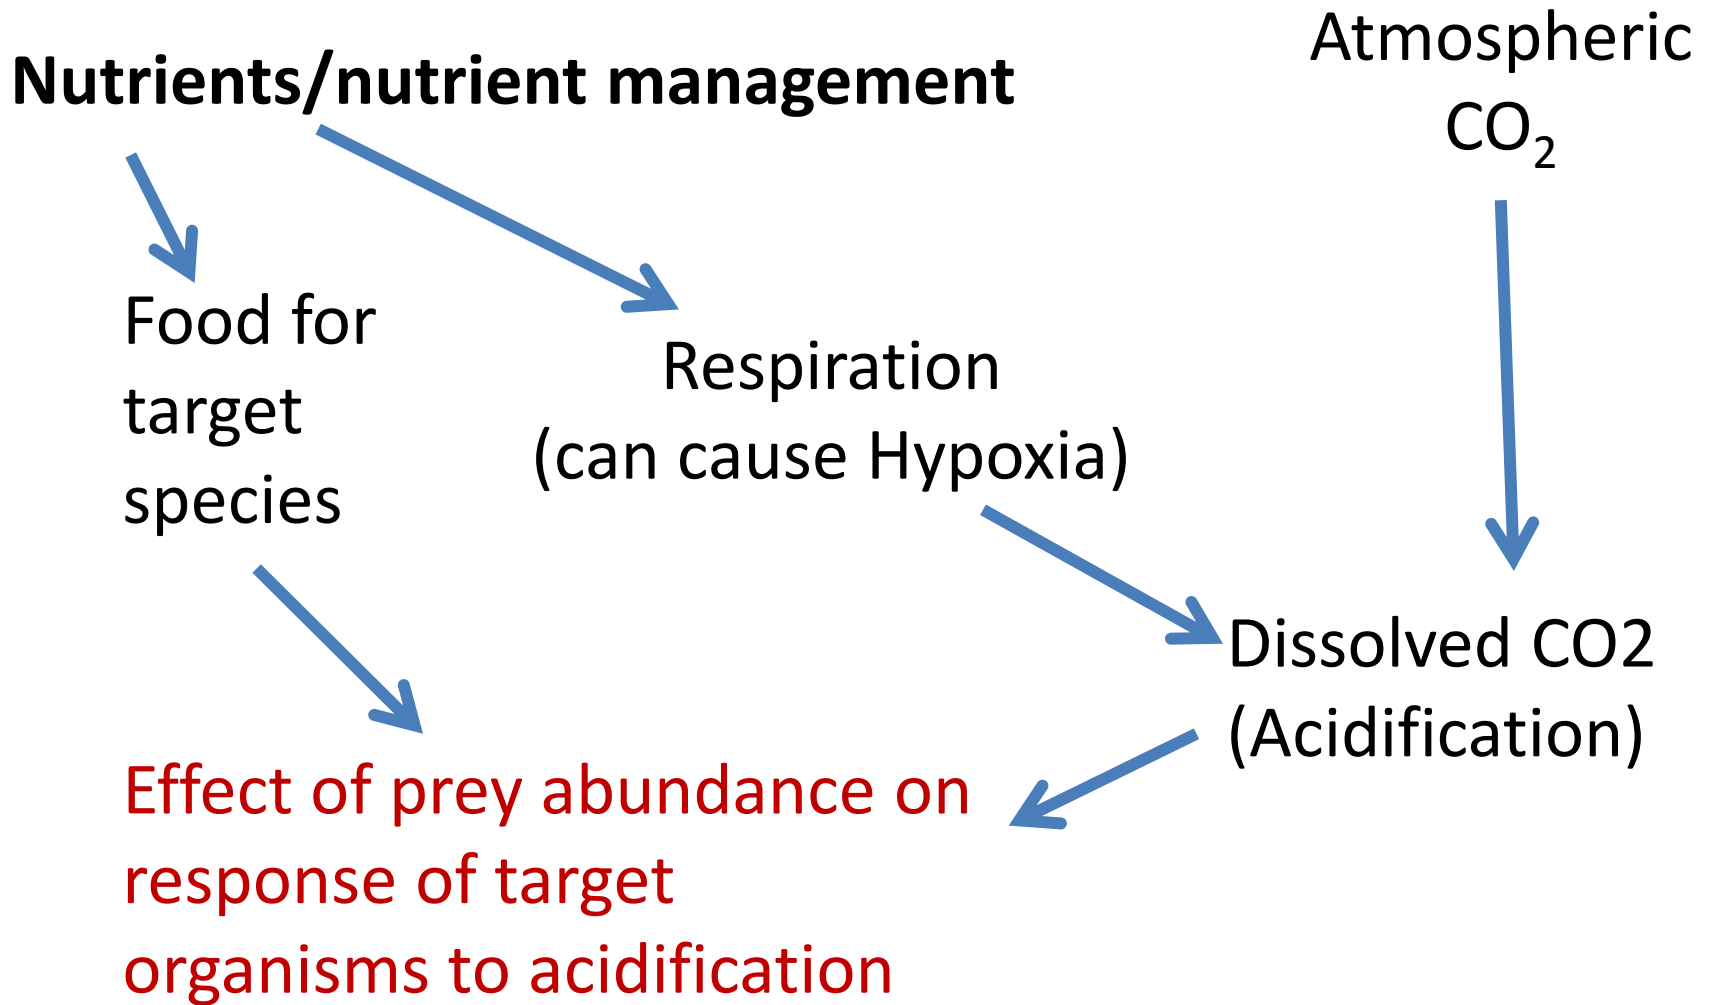 Nutrients/nutrient management
Atmospheric
CO₂
Food for
target
species
Respiration
(can cause Hypoxia)
Dissolved CO2
(Acidification)
Effect of prey abundance on
response of target
organisms to acidification